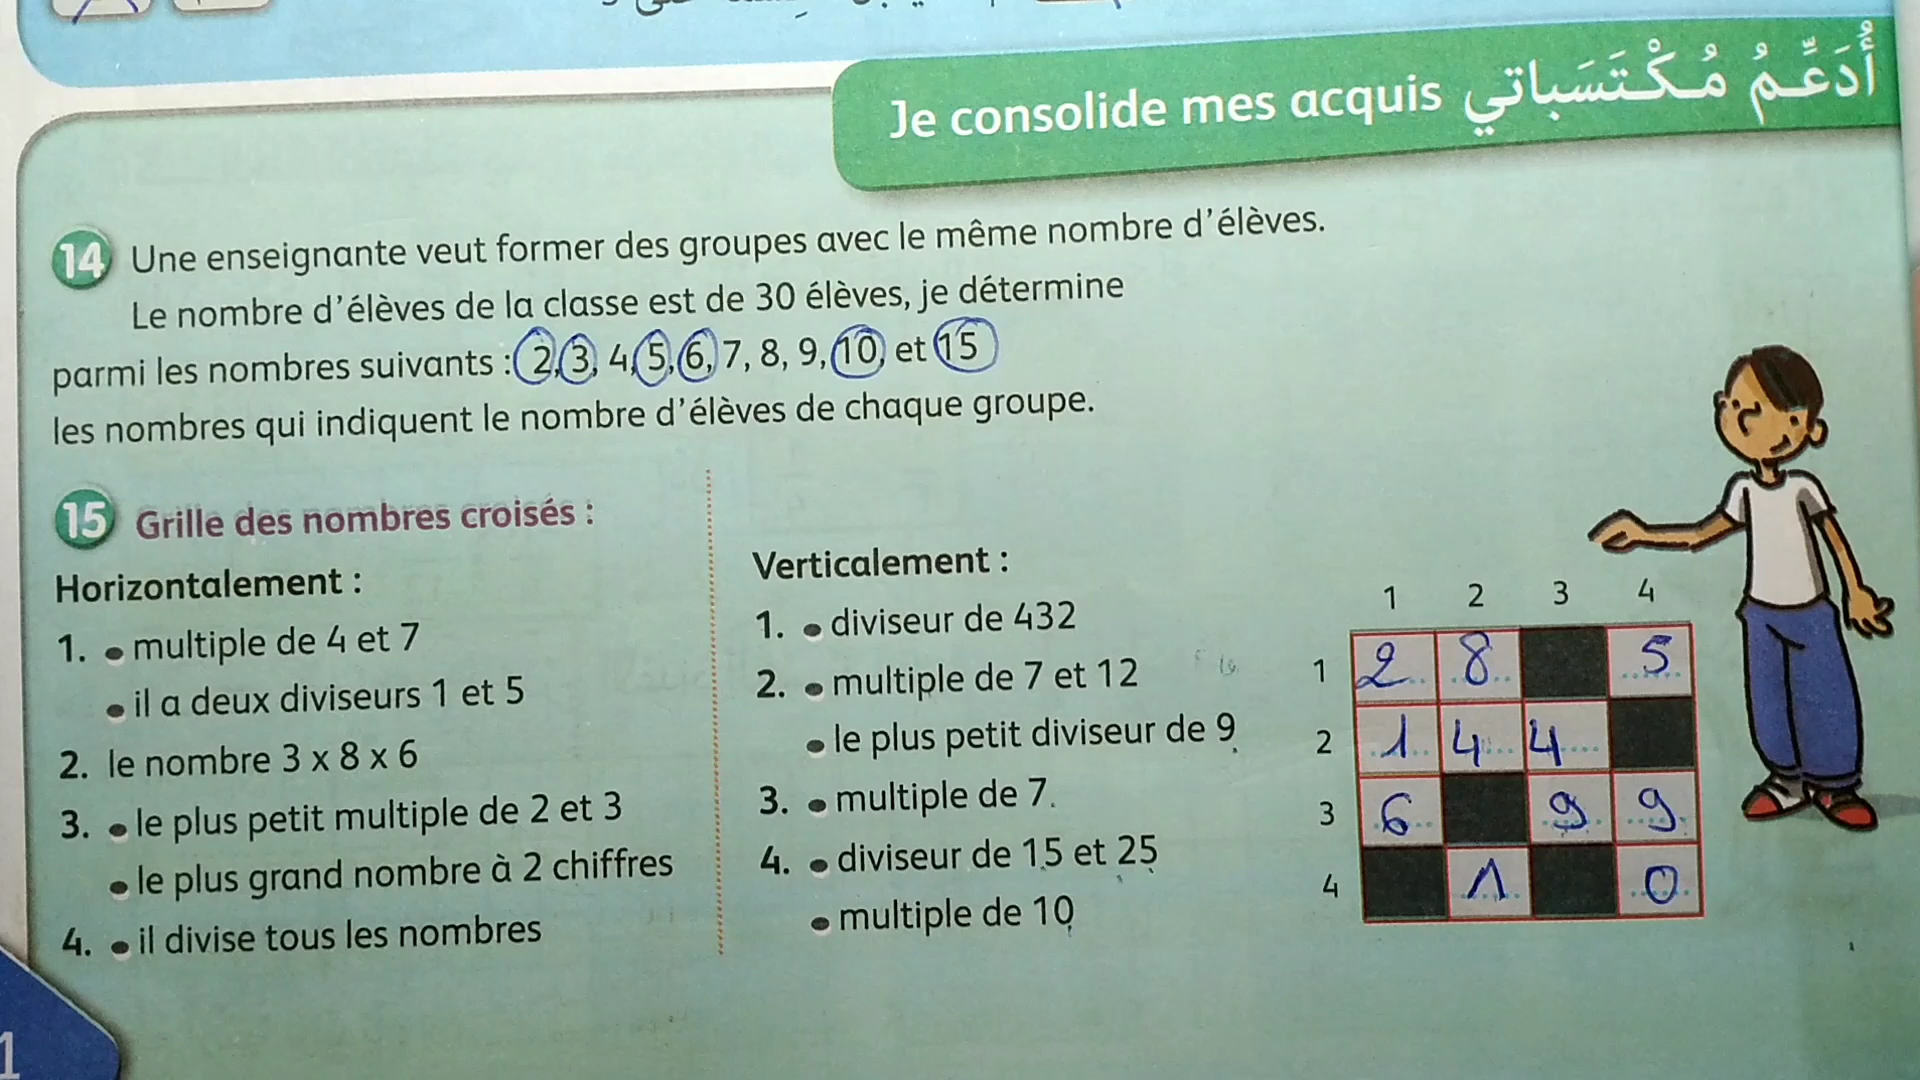 Je consolide mes acquis أُدَعِّمُ مُكْتَسَباتي
14 Une enseignante veut former des groupes avec le même nombre d'élèves.
Le nombre d'élèves de la classe est de 30 élèves, je détermine
parmi les nombres suivants : 2, 3, 4, 5, 6, 7, 8, 9, 10, et 15
les nombres qui indiquent le nombre d'élèves de chaque groupe.
15 Grille des nombres croisés :
Horizontalement :
1. • multiple de 4 et 7
• il a deux diviseurs 1 et 5
2. le nombre 3 x 8 x 6
3. • le plus petit multiple de 2 et 3
• le plus grand nombre à 2 chiffres
4. • il divise tous les nombres
Verticalement :
1. • diviseur de 432
2. • multiple de 7 et 12
• le plus petit diviseur de 9
3. • multiple de 7.
4. • diviseur de 15 et 25
• multiple de 10
1 2 3 4
1 2 8 5
2 1 4 4
3 6 9 9
4 1 0
1